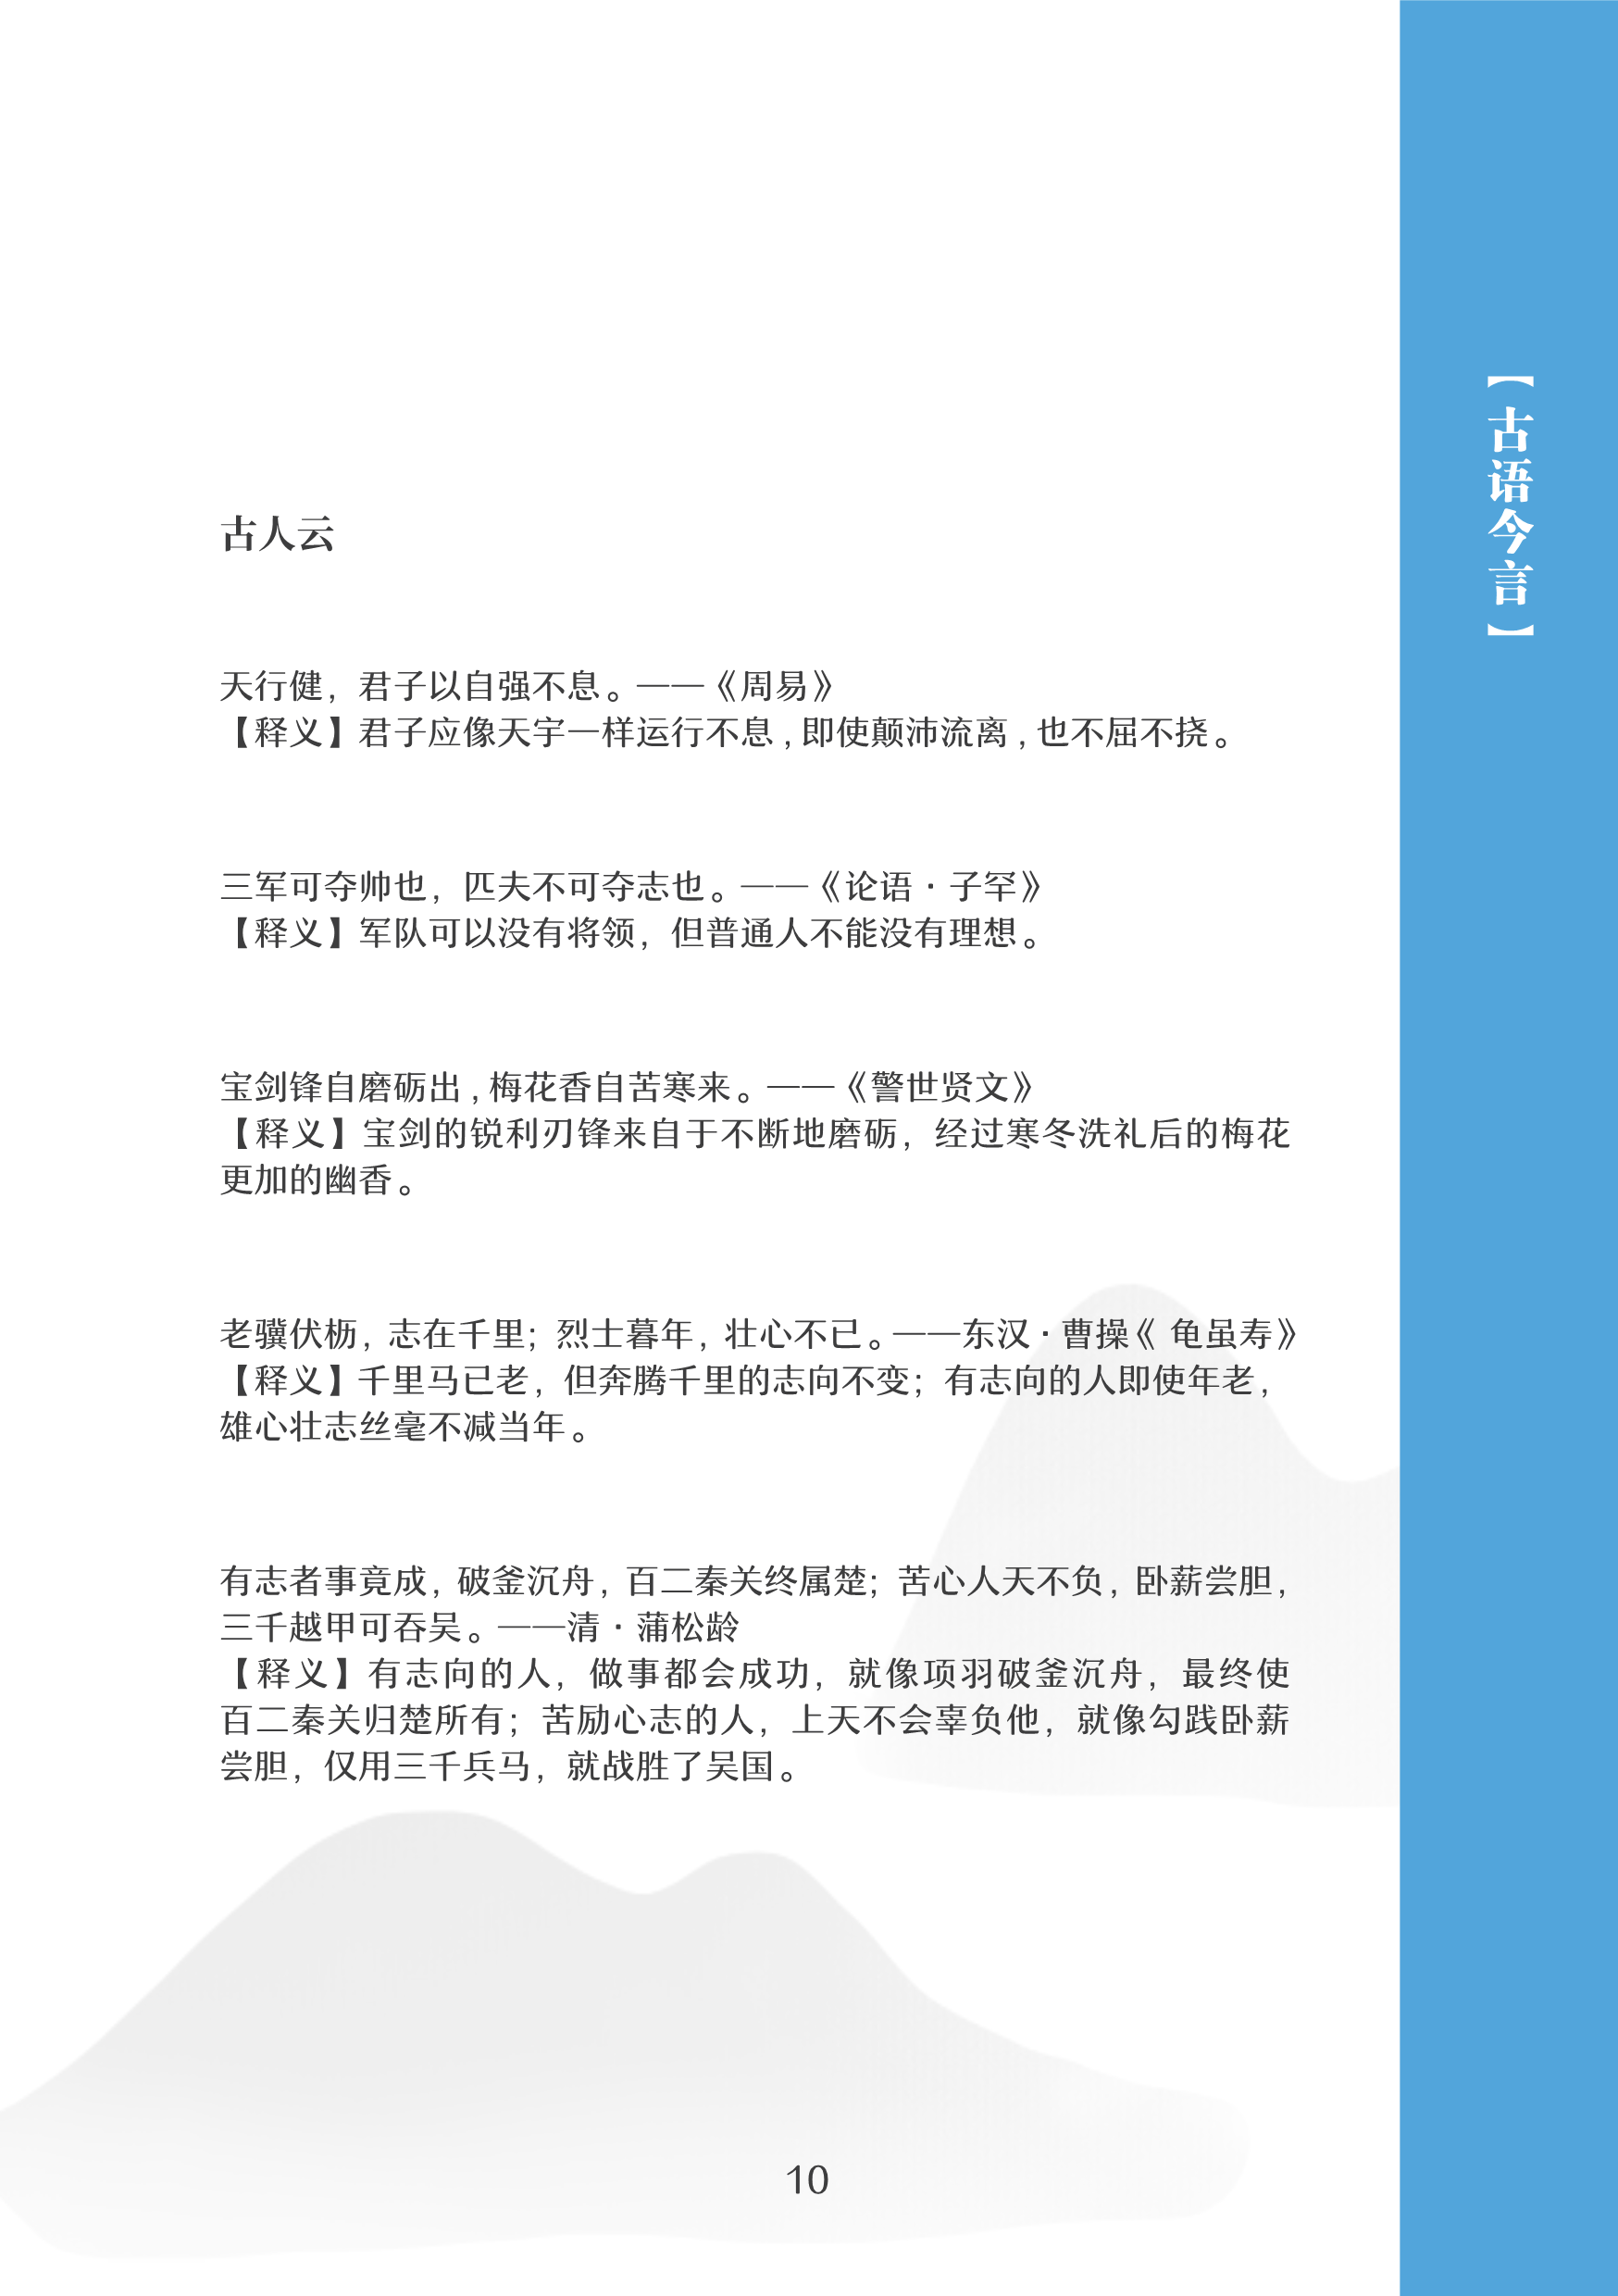 【古语今言】
古人云
天行健，君子以自强不息。——《周易》
【释义】君子应像天宇一样运行不息,即使颠沛流离,也不屈不挠。
三军可夺帅也，匹夫不可夺志也。——《论语·子罕》
【释义】军队可以没有将领，但普通人不能没有理想。
宝剑锋自磨砺出,梅花香自苦寒来。——《警世贤文》
【释义】宝剑的锐利刃锋来自于不断地磨砺，经过寒冬洗礼后的梅花
更加的幽香。
老骥伏枥，志在千里；烈士暮年，壮心不已。——东汉·曹操《 龟虽寿》
【释义】千里马已老，但奔腾千里的志向不变；有志向的人即使年老，
雄心壮志丝毫不减当年。
有志者事竟成，破釜沉舟，百二秦关终属楚；苦心人天不负，卧薪尝胆，
三千越甲可吞吴。——清·蒲松龄
【释义】有志向的人，做事都会成功，就像项羽破釜沉舟，最终使
百二秦关归楚所有；苦励心志的人，上天不会辜负他，就像勾践卧薪
尝胆，仅用三千兵马，就战胜了吴国。
10